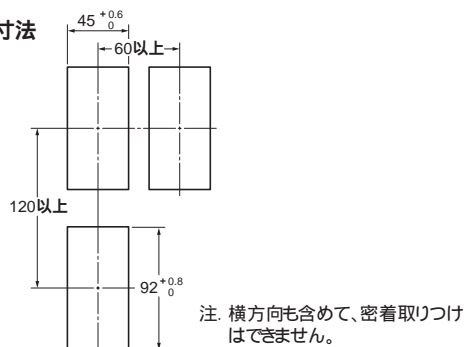 寸法
45 +0.6 0
60以上
120以上
92 +0.8 0
注. 横方向も含めて、密着取りつけ
はできません。